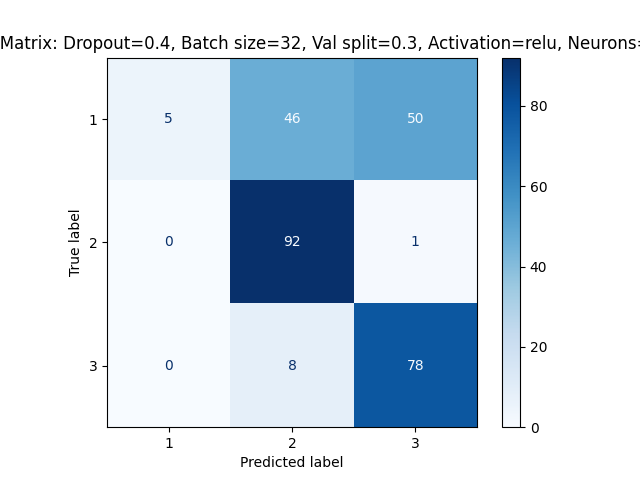 Matrix: Dropout=0.4, Batch size=32, Val split=0.3, Activation=relu, Neurons=
1 5 46 50
2 0 92 1
3 0 8 78
1 2 3
True label
Predicted label
80
60
40
20
0